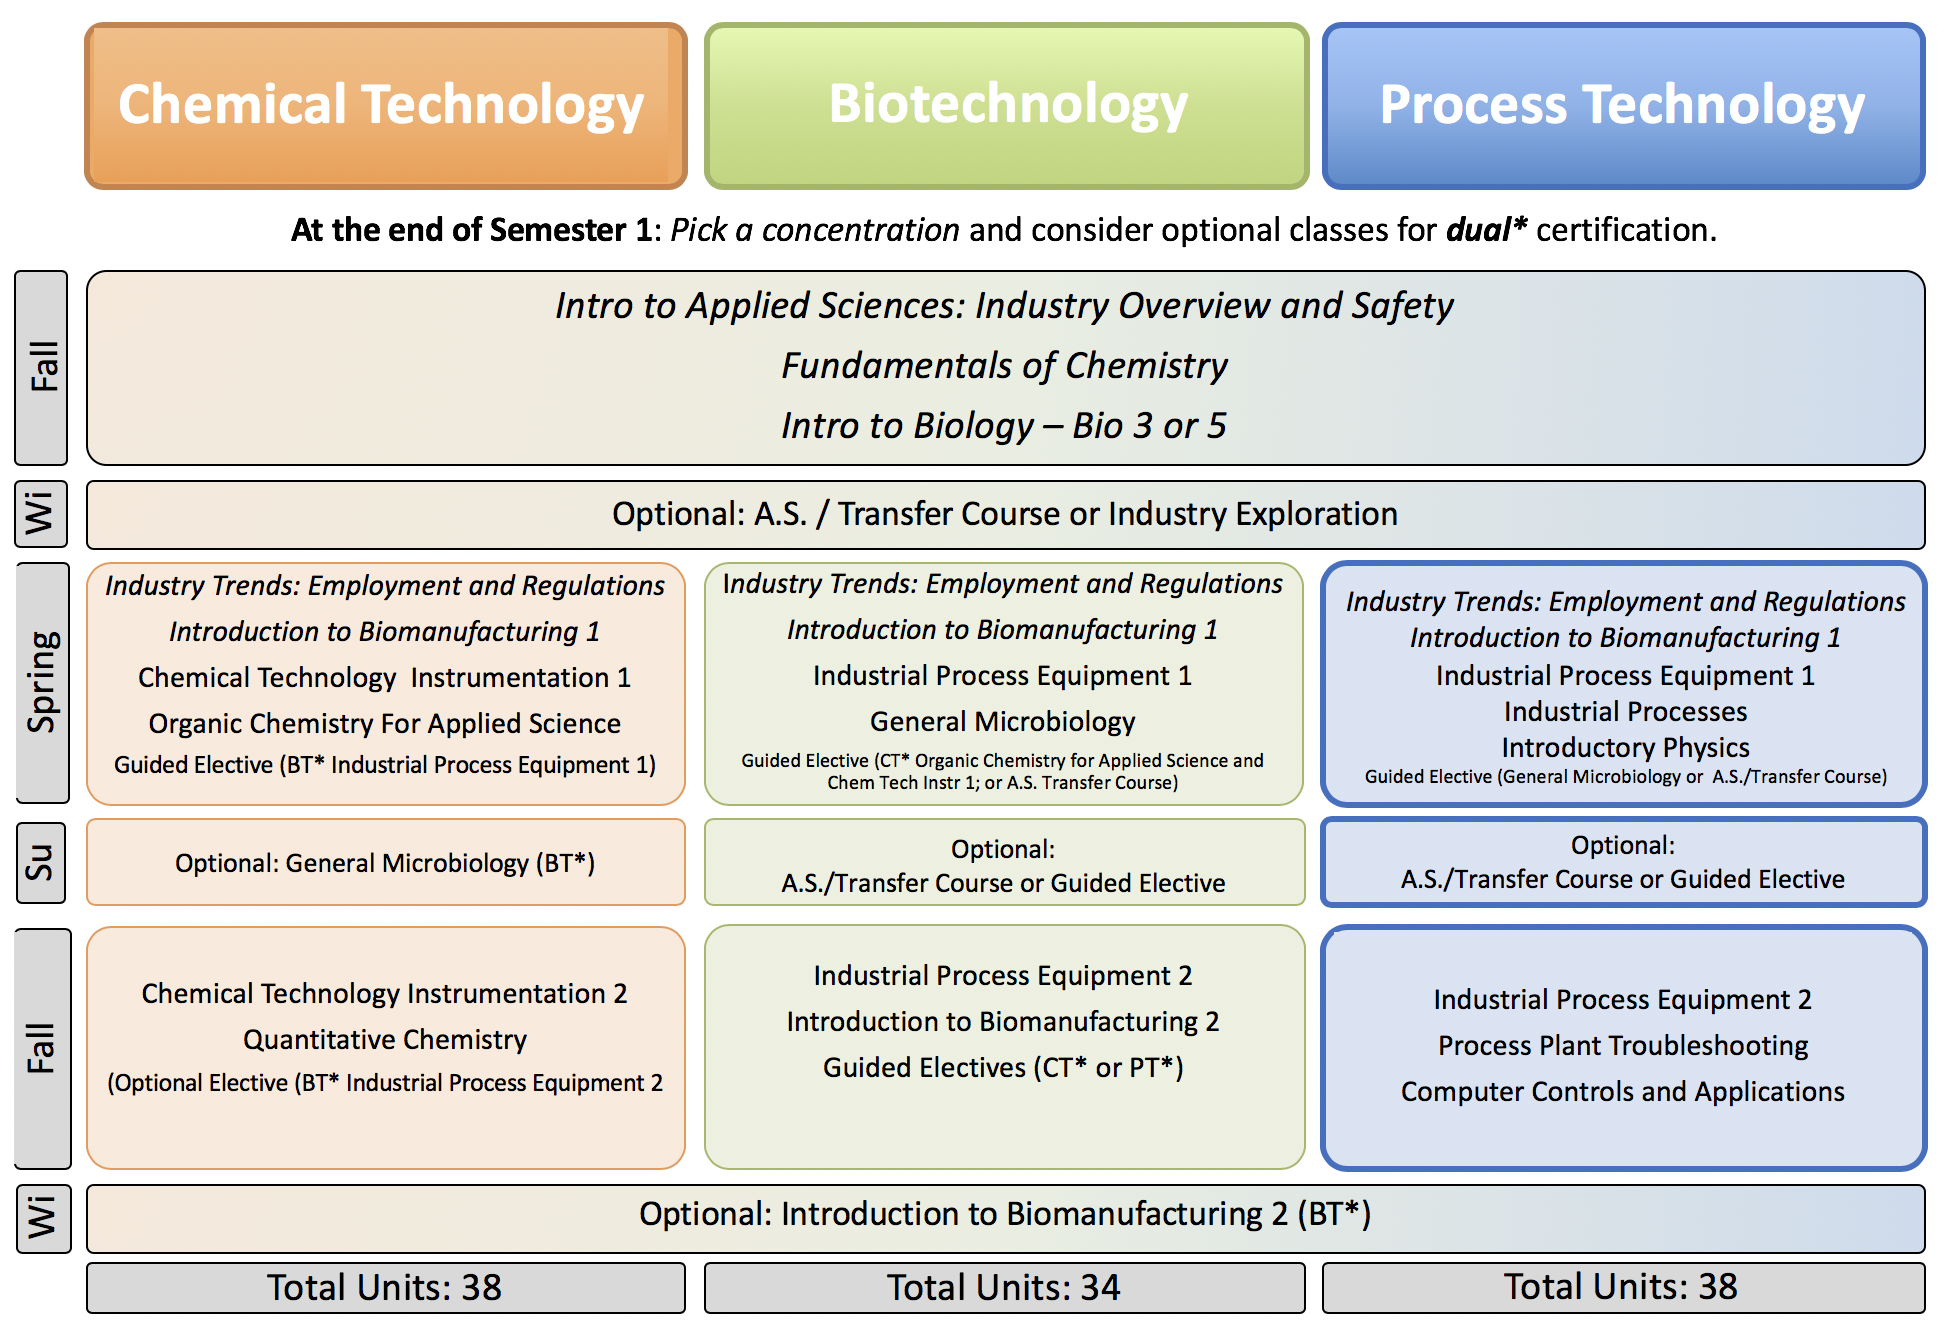 Chemical Technology
Biotechnology
Process Technology
At the end of Semester 1: Pick a concentration and consider optional classes for dual* certification.
Fall
Intro to Applied Sciences: Industry Overview and Safety
Fundamentals of Chemistry
Intro to Biology – Bio 3 or 5
Wi
Optional: A.S. / Transfer Course or Industry Exploration
Spring
Industry Trends: Employment and Regulations
Introduction to Biomanufacturing 1
Chemical Technology  Instrumentation 1
Organic Chemistry For Applied Science
Guided Elective (BT* Industrial Process Equipment 1)
Industry Trends: Employment and Regulations
Introduction to Biomanufacturing 1
Industrial Process Equipment 1
General Microbiology
Guided Elective (CT* Organic Chemistry for Applied Science and
Chem Tech Instr 1; or A.S. Transfer Course)
Industry Trends: Employment and Regulations
Introduction to Biomanufacturing 1
Industrial Process Equipment 1
Industrial Processes
Introductory Physics
Guided Elective (General Microbiology or  A.S./Transfer Course)
Su
Optional: General Microbiology (BT*)
Optional:
A.S./Transfer Course or Guided Elective
Optional:
A.S./Transfer Course or Guided Elective
Fall
Chemical Technology Instrumentation 2
Quantitative Chemistry
(Optional Elective (BT* Industrial Process Equipment 2
Industrial Process Equipment 2
Introduction to Biomanufacturing 2
Guided Electives (CT* or PT*)
Industrial Process Equipment 2
Process Plant Troubleshooting
Computer Controls and Applications
Wi
Optional: Introduction to Biomanufacturing 2 (BT*)
Total Units: 38
Total Units: 34
Total Units: 38